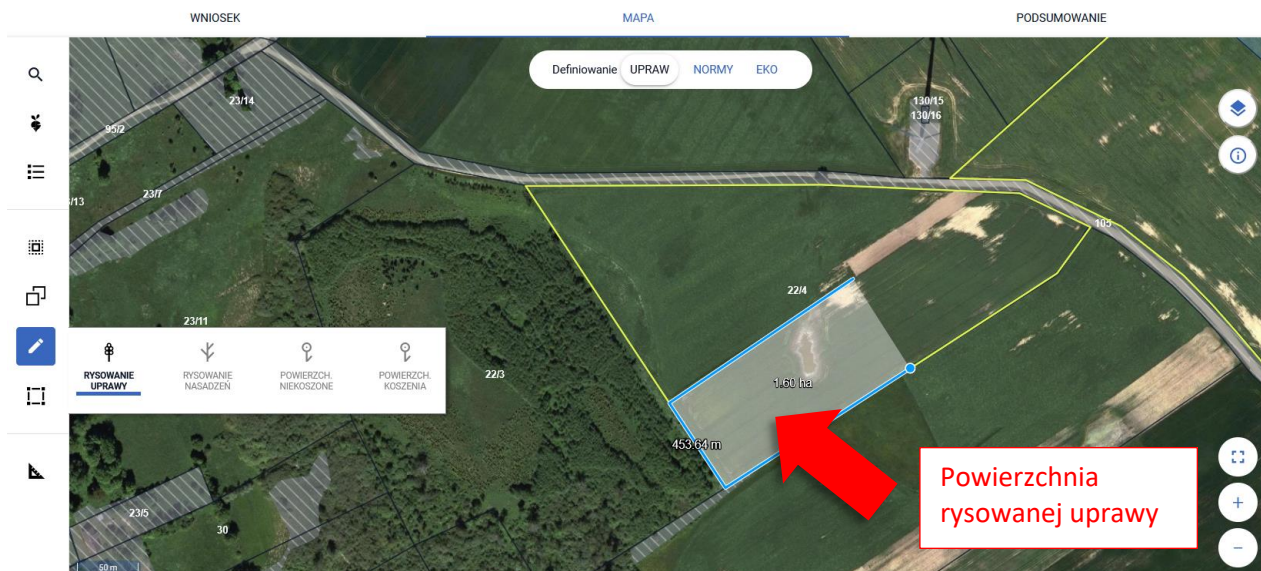 WNIOSEK
MAPA
PODSUMOWANIE
Definiowanie UPRAW NORMY EKO
23/14
95/2
130/15
130/16
23/7
/13
105
22/4
23/11
RYSOWANIE
UPRAWY
RYSOWANIE
NASADZEŃ
POWIERZCH.
NIEKOSZONE
POWIERZCH.
KOSZENIA
22/3
1.60 ha
453.64 m
Powierzchnia
rysowanej uprawy
23/5
30
50 m